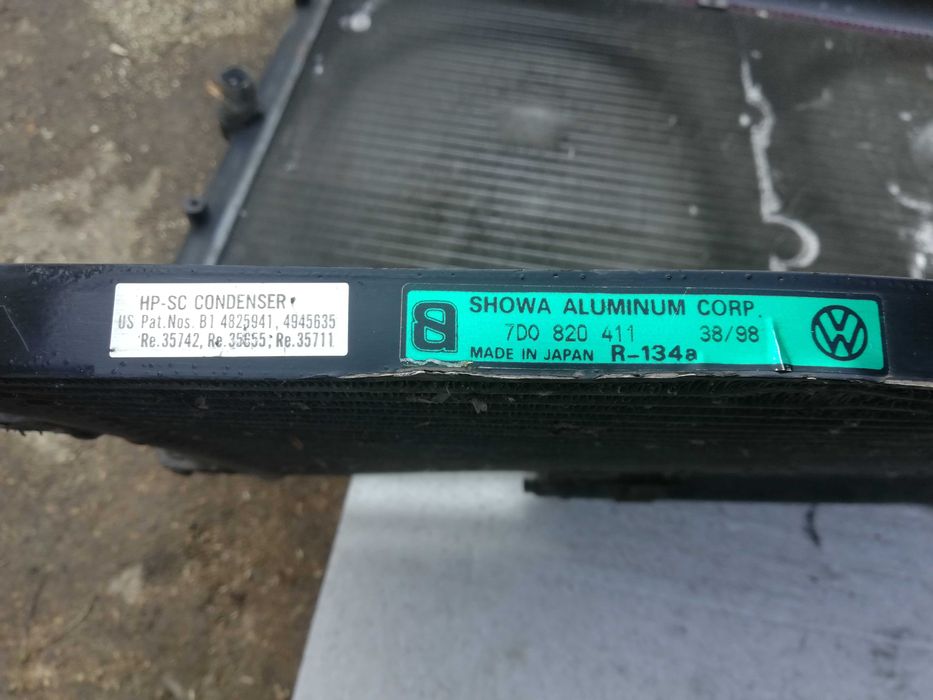 HP-SC CONDENSER
US Pat.Nos. B1 4825941, 4945635
Re.35742, Re.35655, Re.35711
SHOWA ALUMINUM CORP.
7D0 820 411 38/98
MADE IN JAPAN R-134a